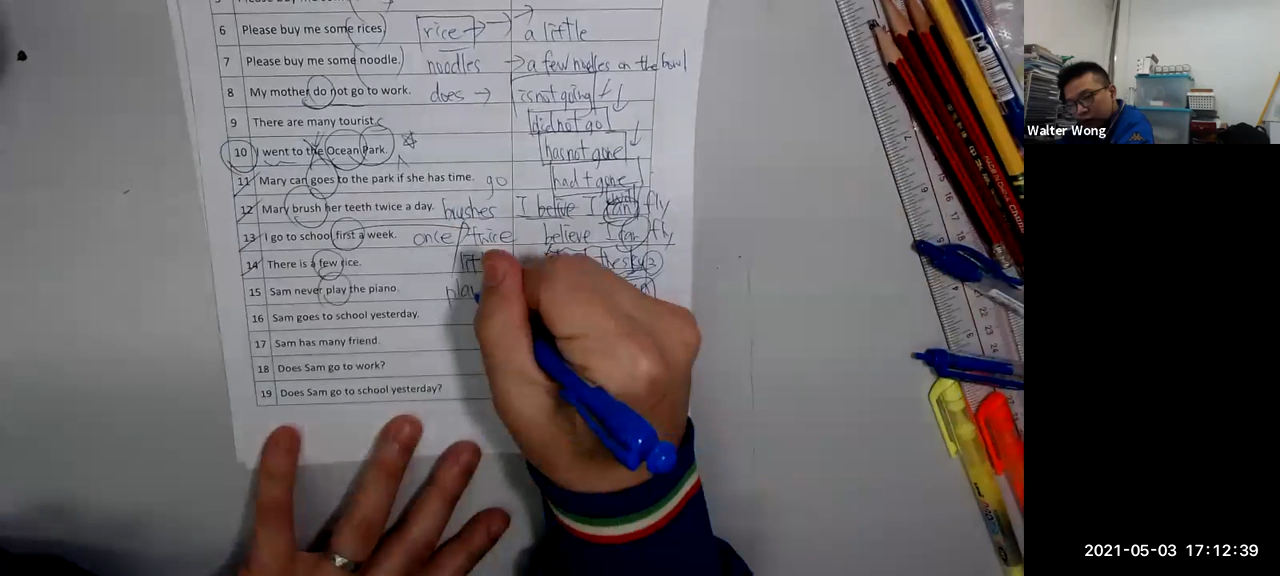 6 Please buy me some rices) rice → → a little
7 Please buy me some noodle.) noodles → a few noodles on the bowl
8 My mother do not go to work. does → is not going
9 There are many tourist did not go
10 I went to the Ocean Park. has not gone
11 Mary can goes to the park if she has time. go had + gone
12 Mary brush her teeth twice a day. brushes I belive I can fly
13 I go to school first a week. once / twice believe I can fly
14 There is a few rice. lit the sky
15 Sam never play the piano. play
16 Sam goes to school yesterday.
17 Sam has many friend.
18 Does Sam go to work?
19 Does Sam go to school yesterday?
Walter Wong
2021-05-03 17:12:39